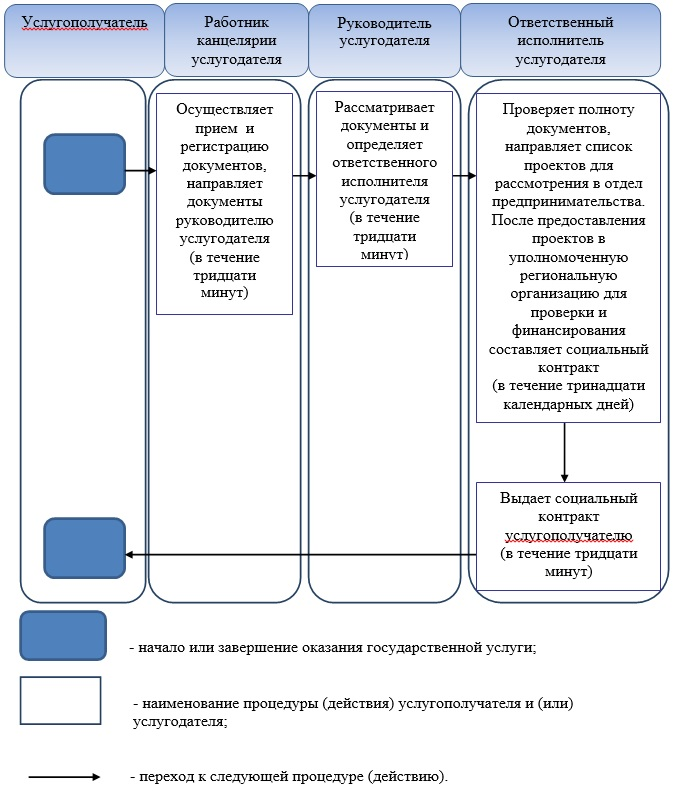 Услугополучатель
Работник
канцелярии
услугодателя
Руководитель
услугодателя
Ответственный
исполнитель
услугодателя
Осуществляет
прием и
регистрацию
документов,
направляет
документы
руководителю
услугодателя
(в течение
тридцати
минут)
Рассматривает
документы и
определяет
ответственного
исполнителя
услугодателя
(в течение
тридцати
минут)
Проверяет полноту
документов,
направляет список
проектов для
рассмотрения в отдел
предпринимательства.
После предоставления
проектов в
уполномоченную
региональную
организацию для
проверки и
финансирования
составляет социальный
контракт
(в течение тринадцати
календарных дней)
Выдает социальный
контракт
услугополучателю
(в течение тридцати
минут)
- начало или завершение оказания государственной услуги;
- наименование процедуры (действия) услугополучателя и (или)
услугодателя;
- переход к следующей процедуре (действию).